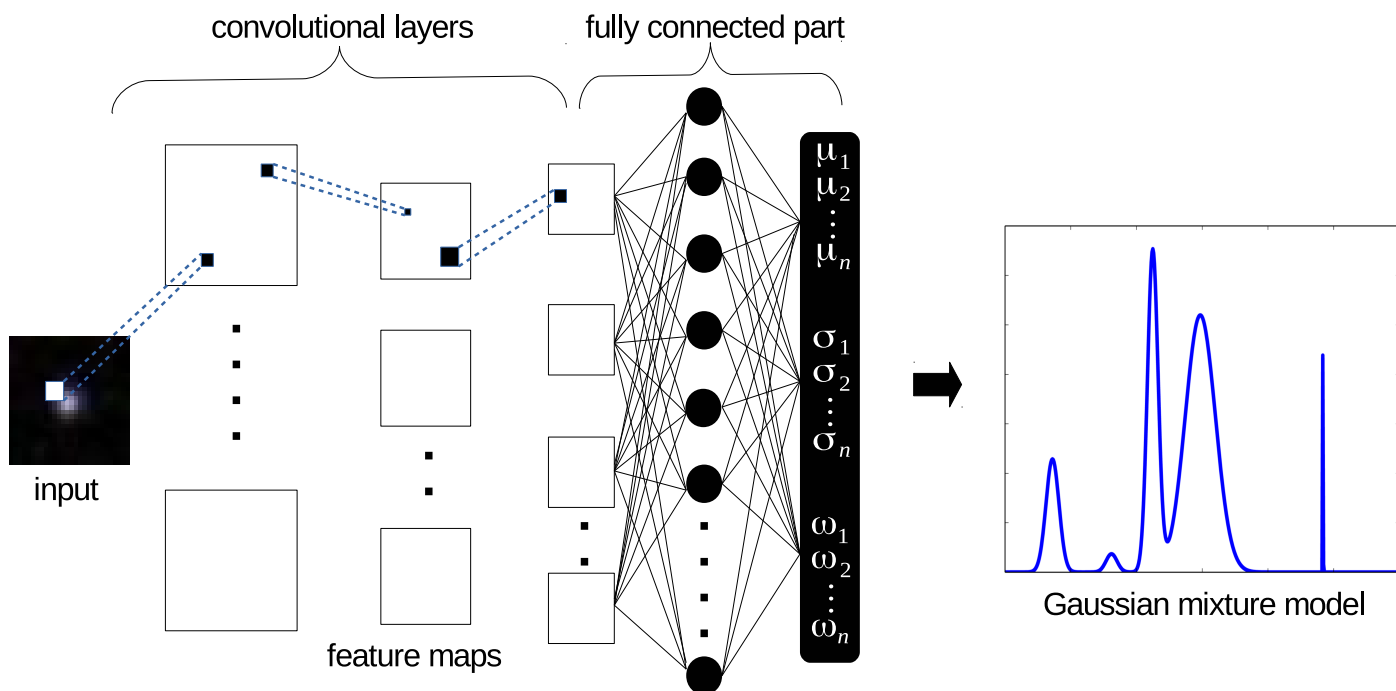 convolutional layers
fully connected part
μ1
μ2
....
μn
σ1
σ2
....
σn
ω1
ω2
....
ωn
input
feature maps
Gaussian mixture model